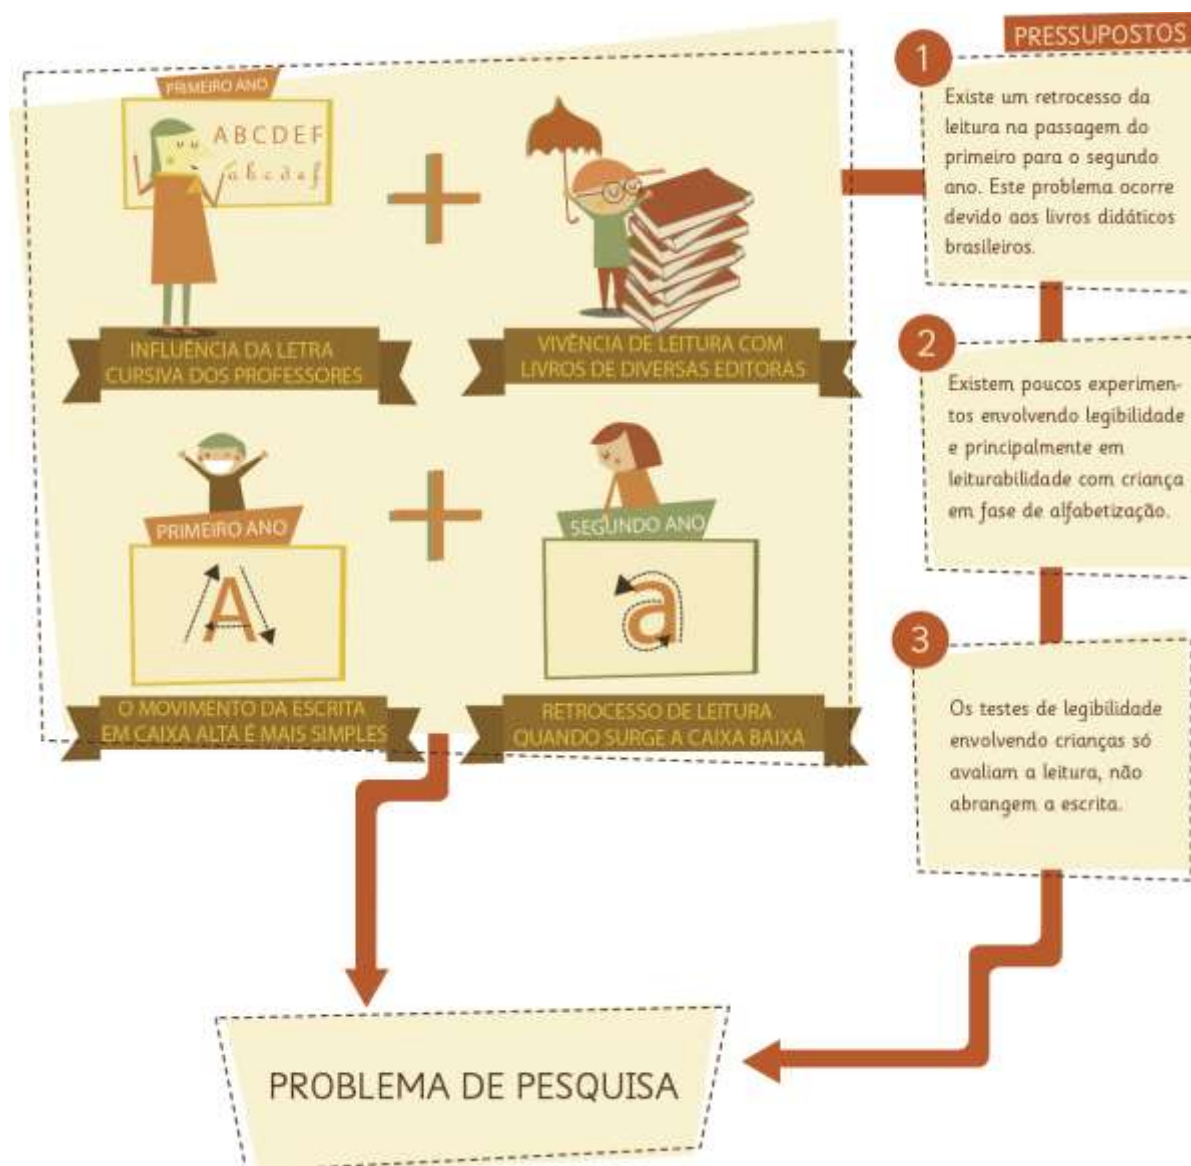 PRIMEIRO ANO
ABCDEF
a b c d e f
INFLUÊNCIA DA LETRA
CURSIVA DOS PROFESSORES
VIVÊNCIA DE LEITURA COM
LIVROS DE DIVERSAS EDITORAS
PRIMEIRO ANO
A
O MOVIMENTO DA ESCRITA
EM CAIXA ALTA É MAIS SIMPLES
SEGUNDO ANO
a
RETROCESSO DE LEITURA
QUANDO SURGE A CAIXA BAIXA
PRESSUPOSTOS
1
Existe um retrocesso da
leitura na passagem do
primeiro para o segundo
ano. Este problema ocorre
devido aos livros didáticos
brasileiros.
2
Existem poucos experimen-
tos envolvendo legibilidade
e principalmente em
leiturabilidade com criança
em fase de alfabetização.
3
Os testes de legibilidade
envolvendo crianças só
avaliam a leitura, não
abrangem a escrita.
PROBLEMA DE PESQUISA